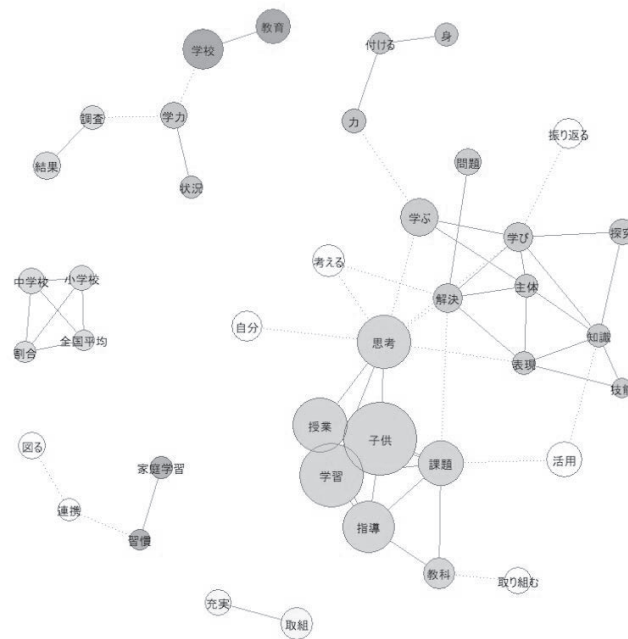 教育
学校
身
付ける
調査
学力
力
振り返る
結果
問題
状況
学ぶ
学び
探究
考える
中学校
小学校
主体
解決
自分
知識
全国平均
思考
割合
表現
技能
授業
子供
図る
家庭学習
学習
課題
活用
連携
指導
習慣
教科
取り組む
充実
取組